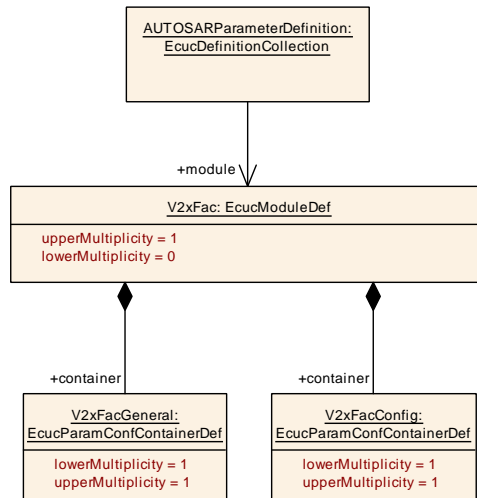 AUTOSARParameterDefinition:
EcucDefinitionCollection
+module
V2xFac: EcucModuleDef
upperMultiplicity = 1
lowerMultiplicity = 0
+container
+container
V2xFacGeneral:
EcucParamConfContainerDef
lowerMultiplicity = 1
upperMultiplicity = 1
V2xFacConfig:
EcucParamConfContainerDef
lowerMultiplicity = 1
upperMultiplicity = 1